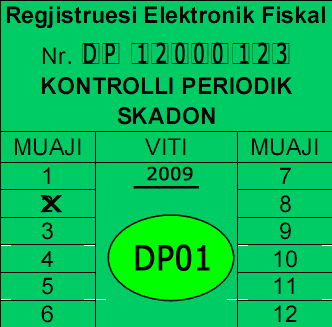 Regjistruesi Elektronik Fiskal
Nr. DP 12000123
KONTROLLI PERIODIK
SKADON
MUAJI VITI MUAJI
1 2009 7
2 8
3 9
4 DP01 10
5 11
6 12